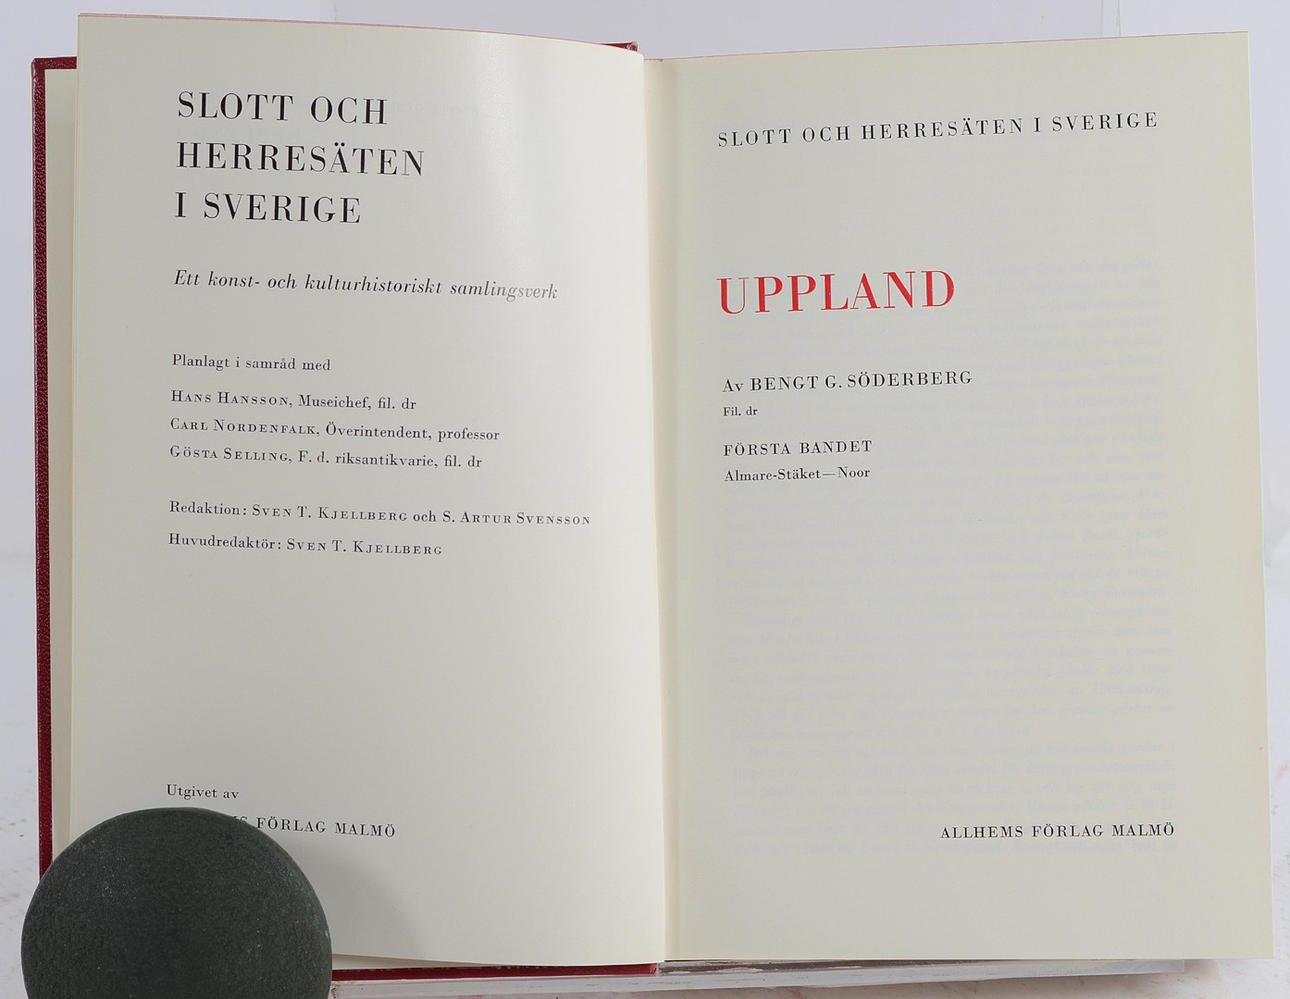 SLOTT OCH
HERRESÄTEN
I SVERIGE
Ett konst- och kulturhistoriskt samlingsverk
Planlagt i samråd med
HANS HANSSON, Museichef, fil. dr
CARL NORDENFALK, Överintendent, professor
GÖSTA SELLING, F. d. riksantikvarie, fil. dr
Redaktion: SVEN T. KJELLBERG och S. ARTUR SVENSSON
Huvudredaktör: SVEN T. KJELLBERG
Utgivet av
FÖRLAG MALMÖ
SLOTT OCH HERRESÄTEN I SVERIGE
UPPLAND
Av BENGT G. SÖDERBERG
Fil. dr
FÖRSTA BANDET
Almare-Stäket—Noor
ALLHEMS FÖRLAG MALMÖ